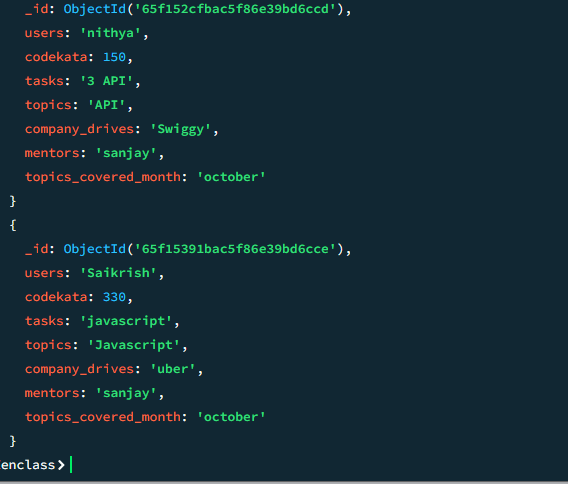 _id: ObjectId('65f152cfbac5f86e39bd6ccd'),
users: 'nithya',
codekata: 150,
tasks: '3 API',
topics: 'API',
company_drives: 'Swiggy',
mentors: 'sanjay',
topics_covered_month: 'october'
}
{
_id: ObjectId('65f15391bac5f86e39bd6cce'),
users: 'Saikrish',
codekata: 330,
tasks: 'javascript',
topics: 'Javascript',
company_drives: 'uber',
mentors: 'sanjay',
topics_covered_month: 'october'
}
enclass>